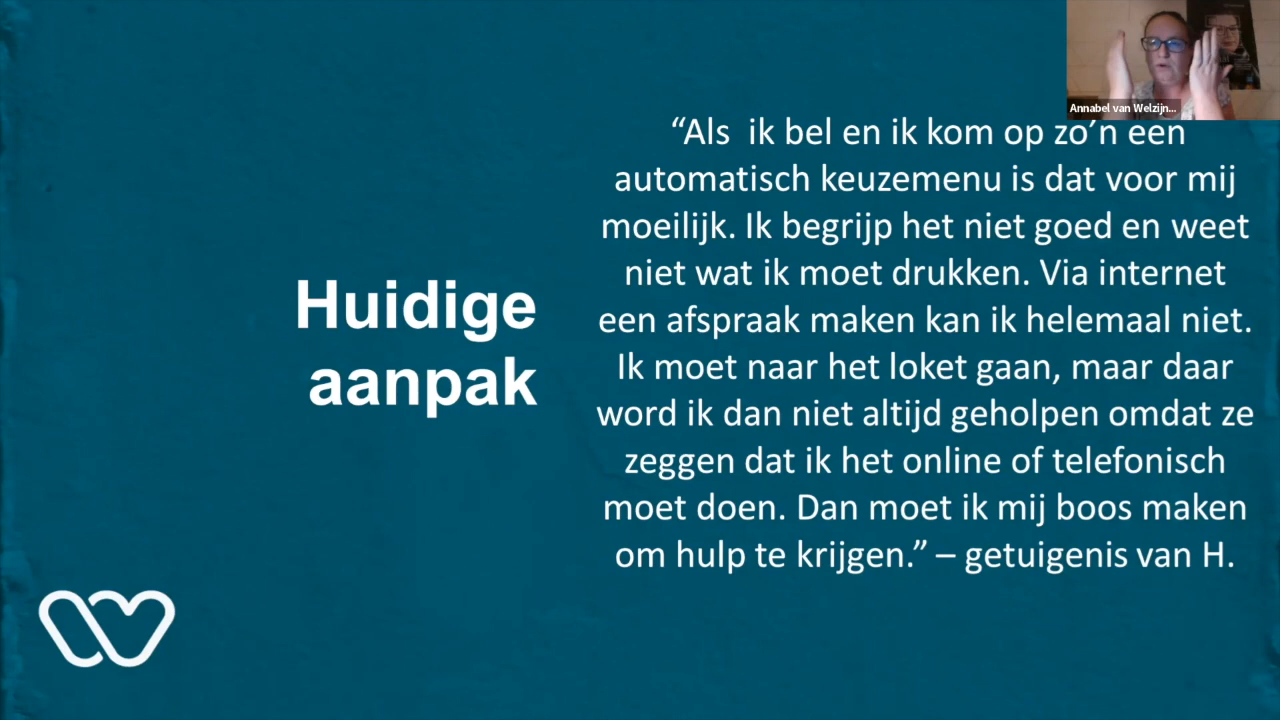 Annabel van Welzijn...
“Als ik bel en ik kom op zo’n een
automatisch keuzemenu is dat voor mij
moeilijk. Ik begrijp het niet goed en weet
niet wat ik moet drukken. Via internet
een afspraak maken kan ik helemaal niet.
Ik moet naar het loket gaan, maar daar
word ik dan niet altijd geholpen omdat ze
zeggen dat ik het online of telefonisch
moet doen. Dan moet ik mij boos maken
om hulp te krijgen.” – getuigenis van H.
Huidige
aanpak